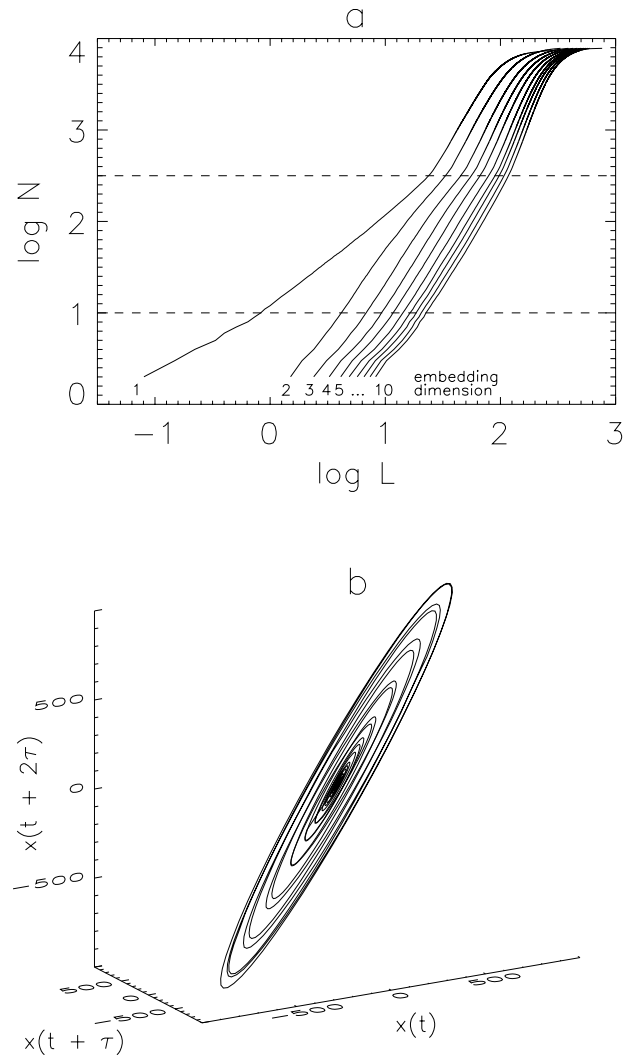 a
4
3
2
1
0
log N
1 2 3 4 5 ... 10 embedding
dimension
−1 0 1 2 3
log L
b
500
0
−500
x(t + 2τ)
500
0
−500
x(t + τ)
−500
0
500
x(t)